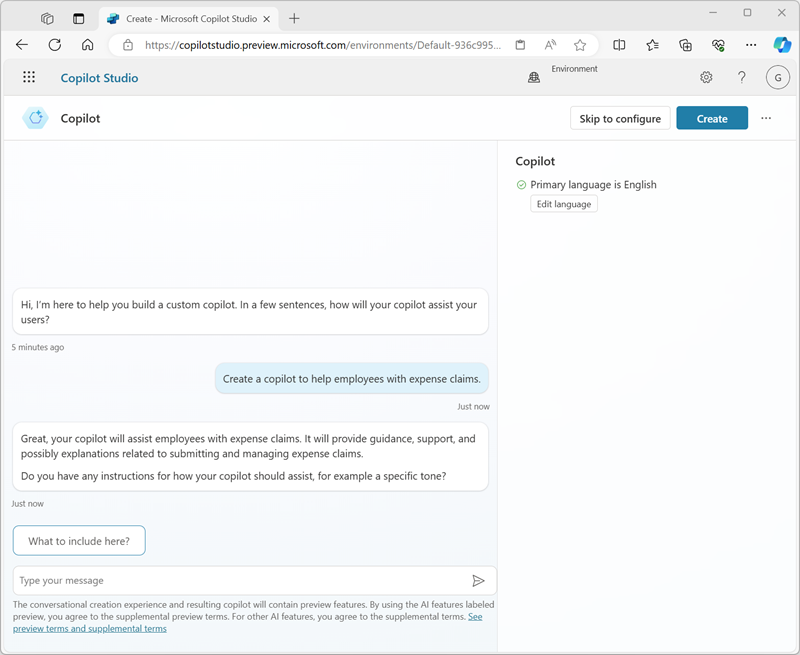 Create - Microsoft Copilot Studio
https://copilotstudio.preview.microsoft.com/environments/Default-936c995...
Copilot Studio
Environment
?
G
Copilot
Skip to configure
Create
Copilot
Primary language is English
Edit language
Hi, I'm here to help you build a custom copilot. In a few sentences, how will your copilot assist your
users?
5 minutes ago
Create a copilot to help employees with expense claims.
Just now
Great, your copilot will assist employees with expense claims. It will provide guidance, support, and
possibly explanations related to submitting and managing expense claims.
Do you have any instructions for how your copilot should assist, for example a specific tone?
Just now
What to include here?
Type your message
The conversational creation experience and resulting copilot will contain preview features. By using the AI features labeled
preview, you agree to the supplemental preview terms. For other AI features, you agree to the supplemental terms. See
preview terms and supplemental terms